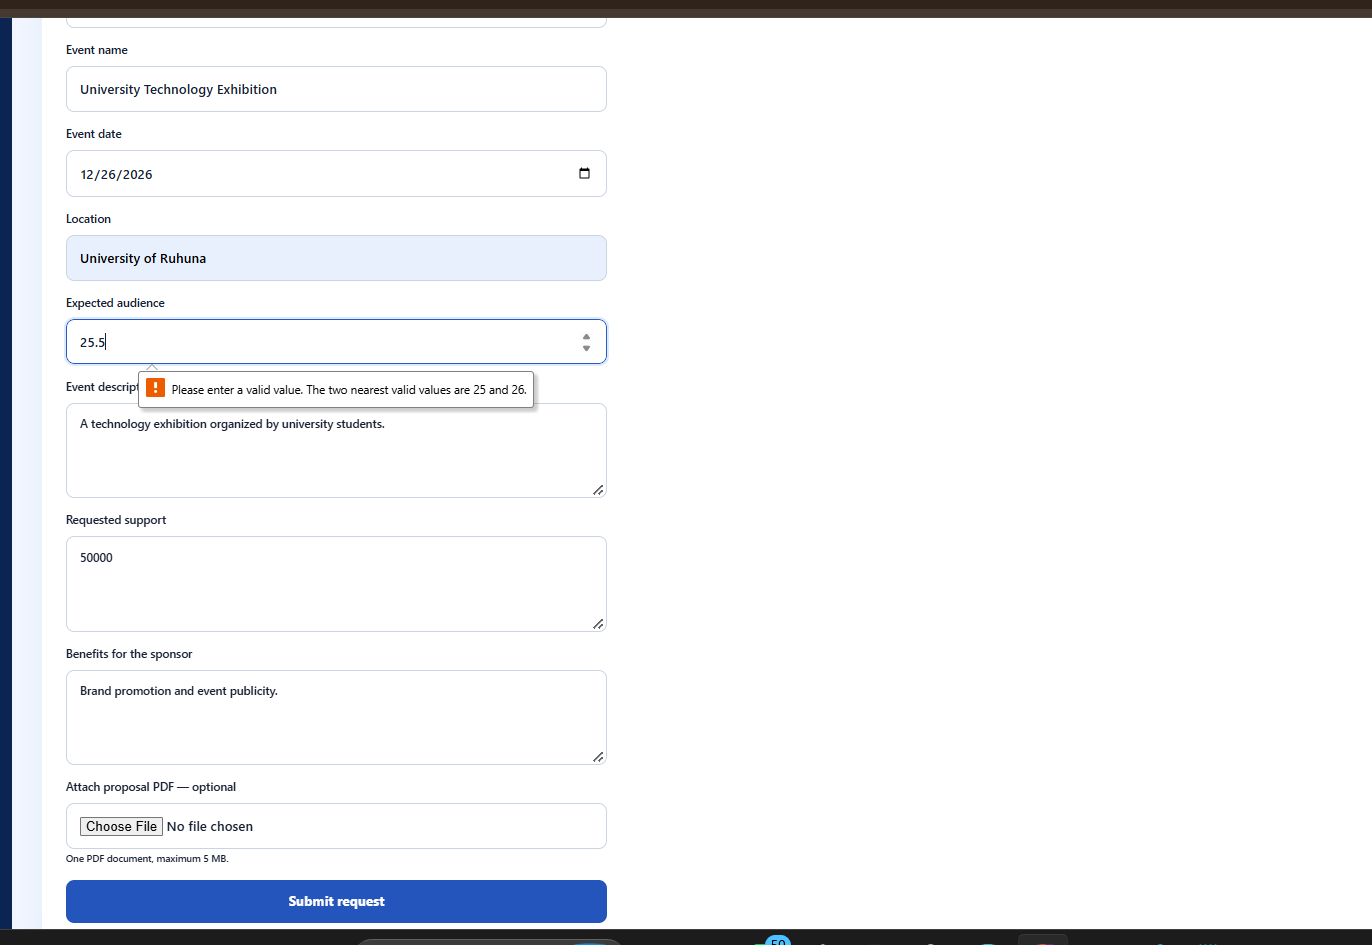 Event name
University Technology Exhibition
Event date
12/26/2026
Location
University of Ruhuna
Expected audience
25.5
Please enter a valid value. The two nearest valid values are 25 and 26.
Event descript
A technology exhibition organized by university students.
Requested support
50000
Benefits for the sponsor
Brand promotion and event publicity.
Attach proposal PDF — optional
Choose File No file chosen
One PDF document, maximum 5 MB.
Submit request
50